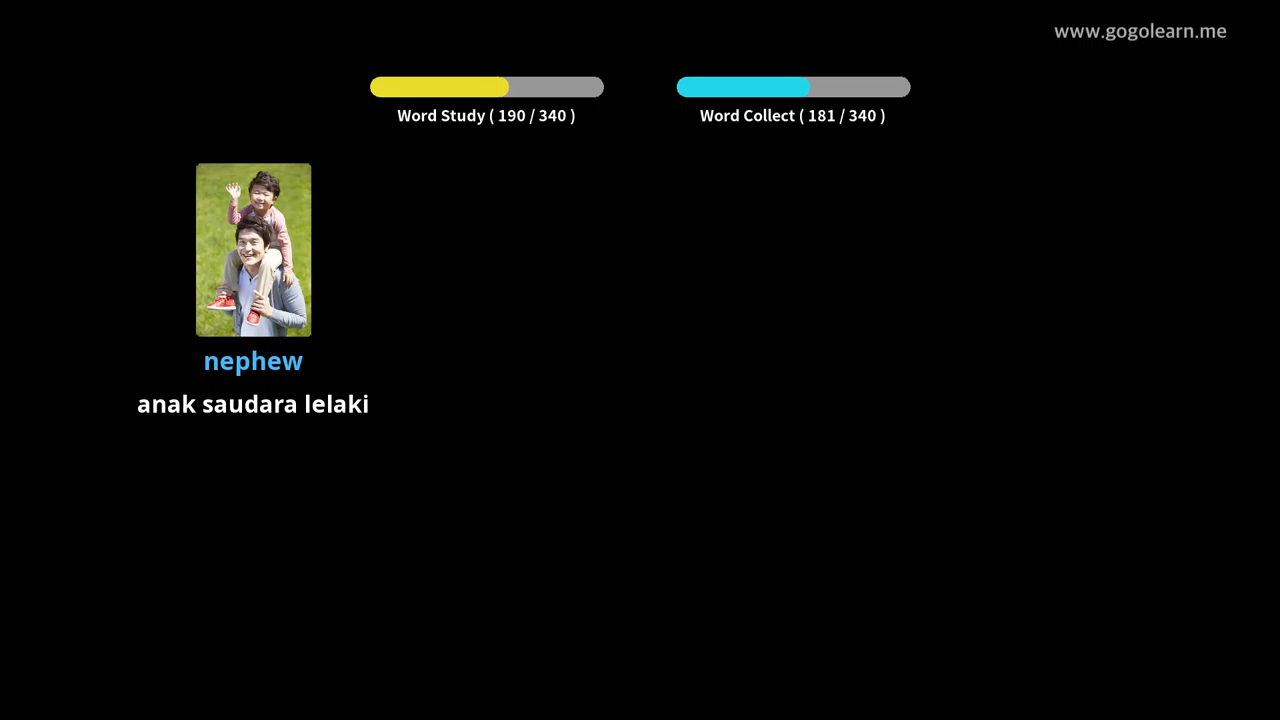 www.gogolearn.me
Word Study ( 190 / 340 )
Word Collect ( 181 / 340 )
nephew
anak saudara lelaki